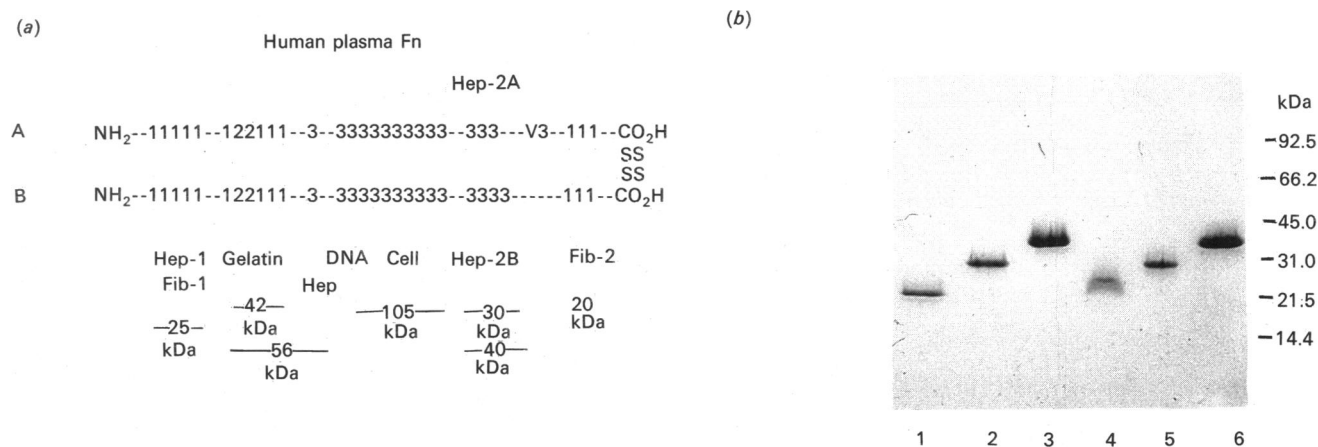 (a)
Human plasma Fn
Hep-2A
A NH2--11111--122111--3--3333333333--333---V3--111--CO2H
SS
SS
B NH2--11111--122111--3--3333333333--3333------111--CO2H
Hep-1 Gelatin DNA Cell Hep-2B Fib-2
Fib-1 Hep
–42– —105— –30– 20
–25– kDa kDa kDa kDa
kDa —56— –40–
kDa kDa
(b)
kDa
–92.5
–66.2
–45.0
–31.0
–21.5
–14.4
1 2 3 4 5 6